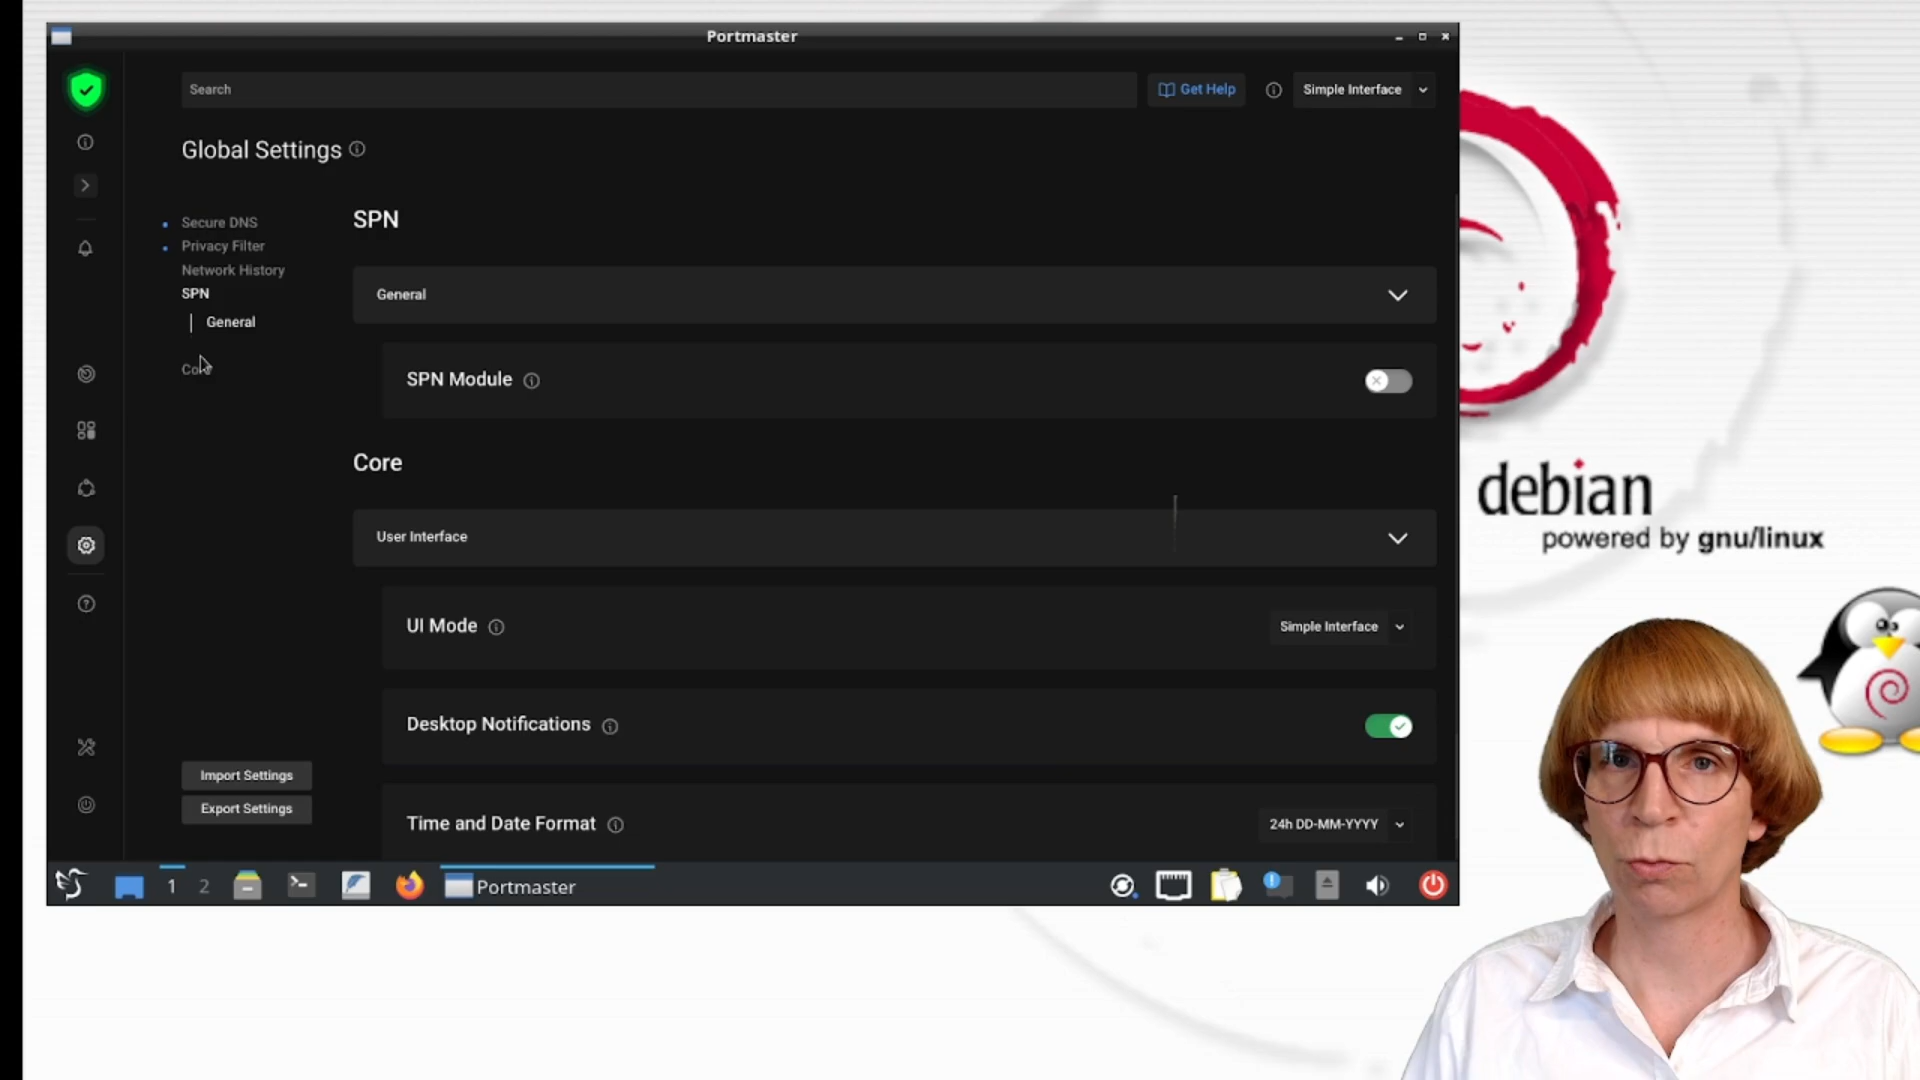 Portmaster
Search
Get Help
Simple Interface
Global Settings
Secure DNS
Privacy Filter
Network History
SPN
General
Core
Import Settings
Export Settings
SPN
General
SPN Module
Core
User Interface
UI Mode
Simple Interface
Desktop Notifications
Time and Date Format
24h DD-MM-YYYY
1 2
Portmaster
debian
powered by gnu/linux